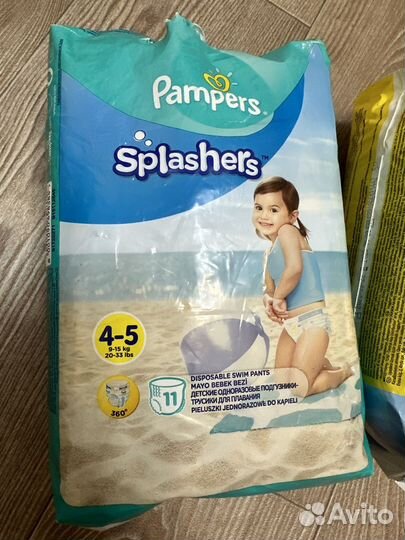 Pampers
Splashers™
4-5
9-15 kg
20-33 lbs
360°
11
DISPOSABLE SWIM PANTS
MAYO BEBEK BEZİ
ДЕТСКИЕ ОДНОРАЗОВЫЕ ПОДГУЗНИКИ-
ТРУСИКИ ДЛЯ ПЛАВАНИЯ
PIELUSZKI JEDNORAZOWE DO KĄPIELI
Avito